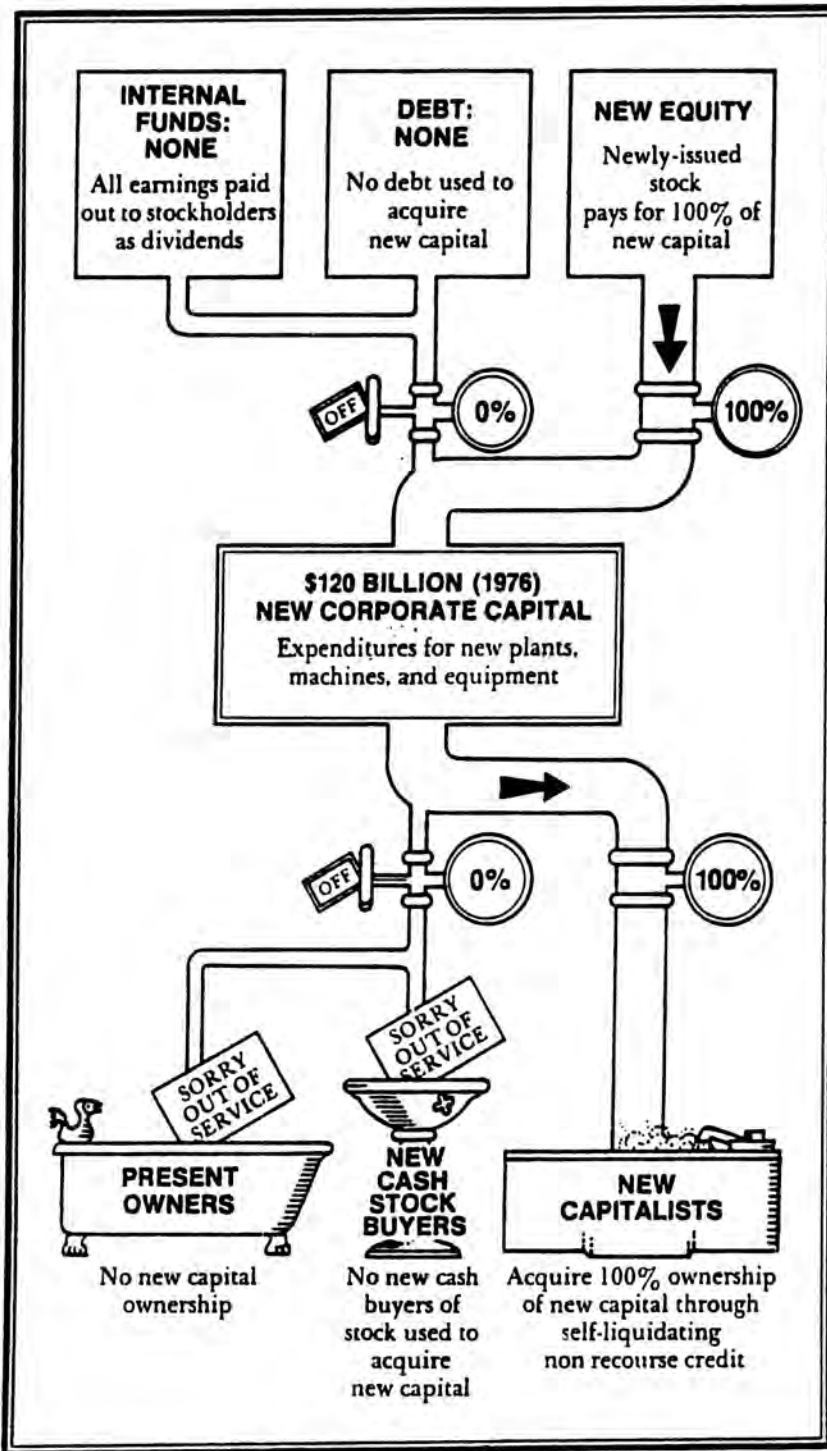 INTERNAL
FUNDS:
NONE
All earnings paid
out to stockholders
as dividends
DEBT:
NONE
No debt used to
acquire
new capital
NEW EQUITY
Newly-issued
stock
pays for 100% of
new capital
OFF
0%
100%
$120 BILLION (1976)
NEW CORPORATE CAPITAL
Expenditures for new plants,
machines, and equipment
OFF
0%
100%
SORRY
OUT OF
SERVICE
SORRY
OUT OF
SERVICE
PRESENT
OWNERS
No new capital
ownership
NEW
CASH
STOCK
BUYERS
No new cash
buyers of
stock used to
acquire
new capital
NEW
CAPITALISTS
Acquire 100% ownership
of new capital through
self-liquidating
non recourse credit